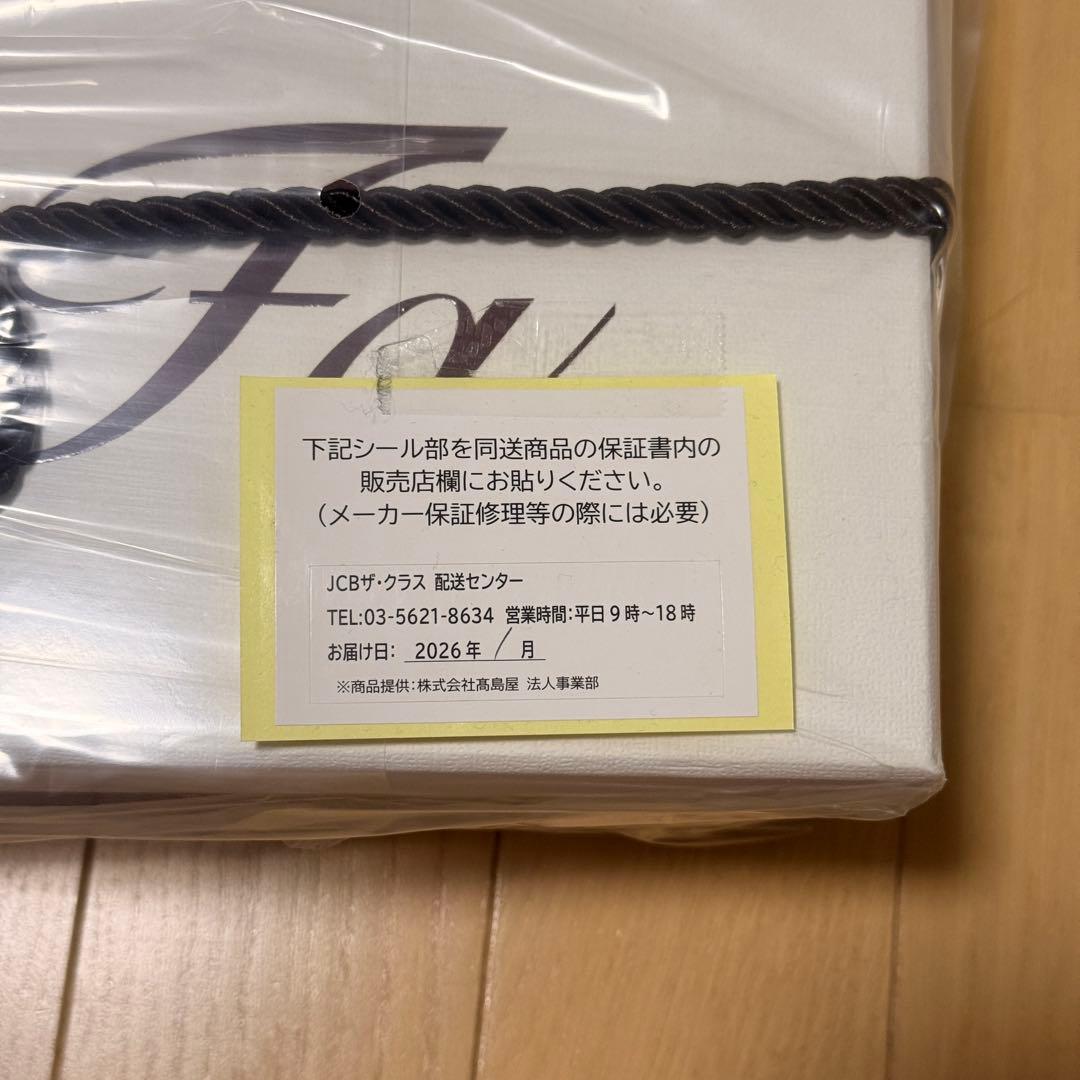 Fa
下記シール部を同送商品の保証書内の
販売店欄にお貼りください。
(メーカー保証修理等の際には必要)
JCBザ・クラス 配送センター
TEL:03-5621-8634 営業時間:平日9時~18時
お届け日: 2026年 1月
※商品提供:株式会社髙島屋 法人事業部